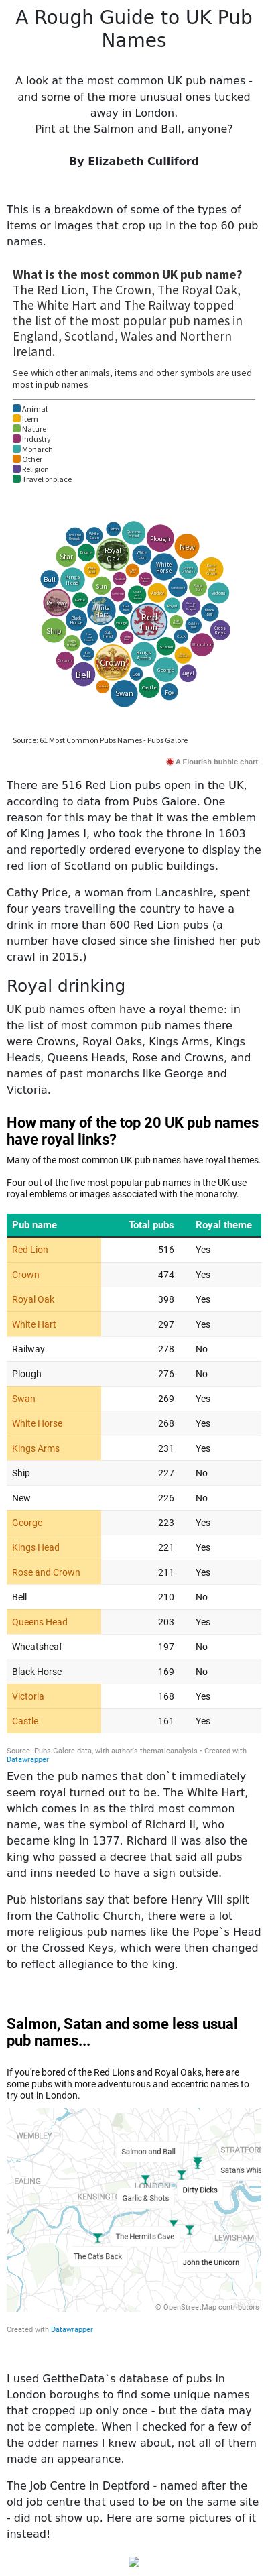 A Rough Guide to UK Pub
Names
A look at the most common UK pub names -
and some of the more unusual ones tucked
away in London.
Pint at the Salmon and Ball, anyone?
By Elizabeth Culliford
This is a breakdown of some of the types of
items or images that crop up in the top 60 pub
names.
What is the most common UK pub name?
The Red Lion, The Crown, The Royal Oak,
The White Hart and The Railway topped
the list of the most popular pub names in
England, Scotland, Wales and Northern
Ireland.
See which other animals, items and other symbols are used
most in pub names
Animal
Item
Nature
Industry
Monarch
Other
Religion
Travel or place
Plough
New
Star
Royal
Oak
White
Horse
Bull
Kings
Head
Sun
Railway
White
Hart
Red
Lion
Ship
Black
Horse
Cross
Keys
Kings
Arms
Crown
George
Bell
Angel
Swan
Castle
Fox
Source: 61 Most Common Pubs Names - Pubs Galore
A Flourish bubble chart
There are 516 Red Lion pubs open in the UK,
according to data from Pubs Galore. One
reason for this may be that it was the emblem
of King James I, who took the throne in 1603
and reportedly ordered everyone to display the
red lion of Scotland on public buildings.
Cathy Price, a woman from Lancashire, spent
four years travelling the country to have a
drink in more than 600 Red Lion pubs (a
number have closed since she finished her pub
crawl in 2015.)
Royal drinking
UK pub names often have a royal theme: in
the list of most common pub names there
were Crowns, Royal Oaks, Kings Arms, Kings
Heads, Queens Heads, Rose and Crowns, and
names of past monarchs like George and
Victoria.
How many of the top 20 UK pub names
have royal links?
Many of the most common UK pub names have royal themes.
Four out of the five most popular pub names in the UK use
royal emblems or images associated with the monarchy.
Pub name Total pubs Royal theme
Red Lion 516 Yes
Crown 474 Yes
Royal Oak 398 Yes
White Hart 297 Yes
Railway 278 No
Plough 276 No
Swan 269 Yes
White Horse 268 Yes
Kings Arms 231 Yes
Ship 227 No
New 226 No
George 223 Yes
Kings Head 221 Yes
Rose and Crown 211 Yes
Bell 210 No
Queens Head 203 Yes
Wheatsheaf 197 No
Black Horse 169 No
Victoria 168 Yes
Castle 161 Yes
Source: Pubs Galore data, with author's thematicanalysis • Created with
Datawrapper
Even the pub names that don`t immediately
seem royal turned out to be. The White Hart,
which comes in as the third most common
name, was the symbol of Richard II, who
became king in 1377. Richard II was also the
king who passed a decree that said all pubs
and inns needed to have a sign outside.
Pub historians say that before Henry VIII split
from the Catholic Church, there were a lot
more religious pub names like the Pope`s Head
or the Crossed Keys, which were then changed
to reflect allegiance to the king.
Salmon, Satan and some less usual
pub names...
If you're bored of the Red Lions and Royal Oaks, here are
some pubs with more adventurous and eccentric names to
try out in London.
WEMBLEY
Salmon and Ball
STRATFORD
Satan's Whis
EALING
LONDON
Dirty Dicks
KENSINGTO
Garlic & Shots
The Hermits Cave
LEWISHAM
The Cat's Back
John the Unicorn
© OpenStreetMap contributors
Created with Datawrapper
I used GettheData`s database of pubs in
London boroughs to find some unique names
that cropped up only once - but the data may
not be complete. When I checked for a few of
the odder names I knew about, not all of them
made an appearance.
The Job Centre in Deptford - named after the
old job centre that used to be on the same site
- did not show up. Here are some pictures of it
instead!